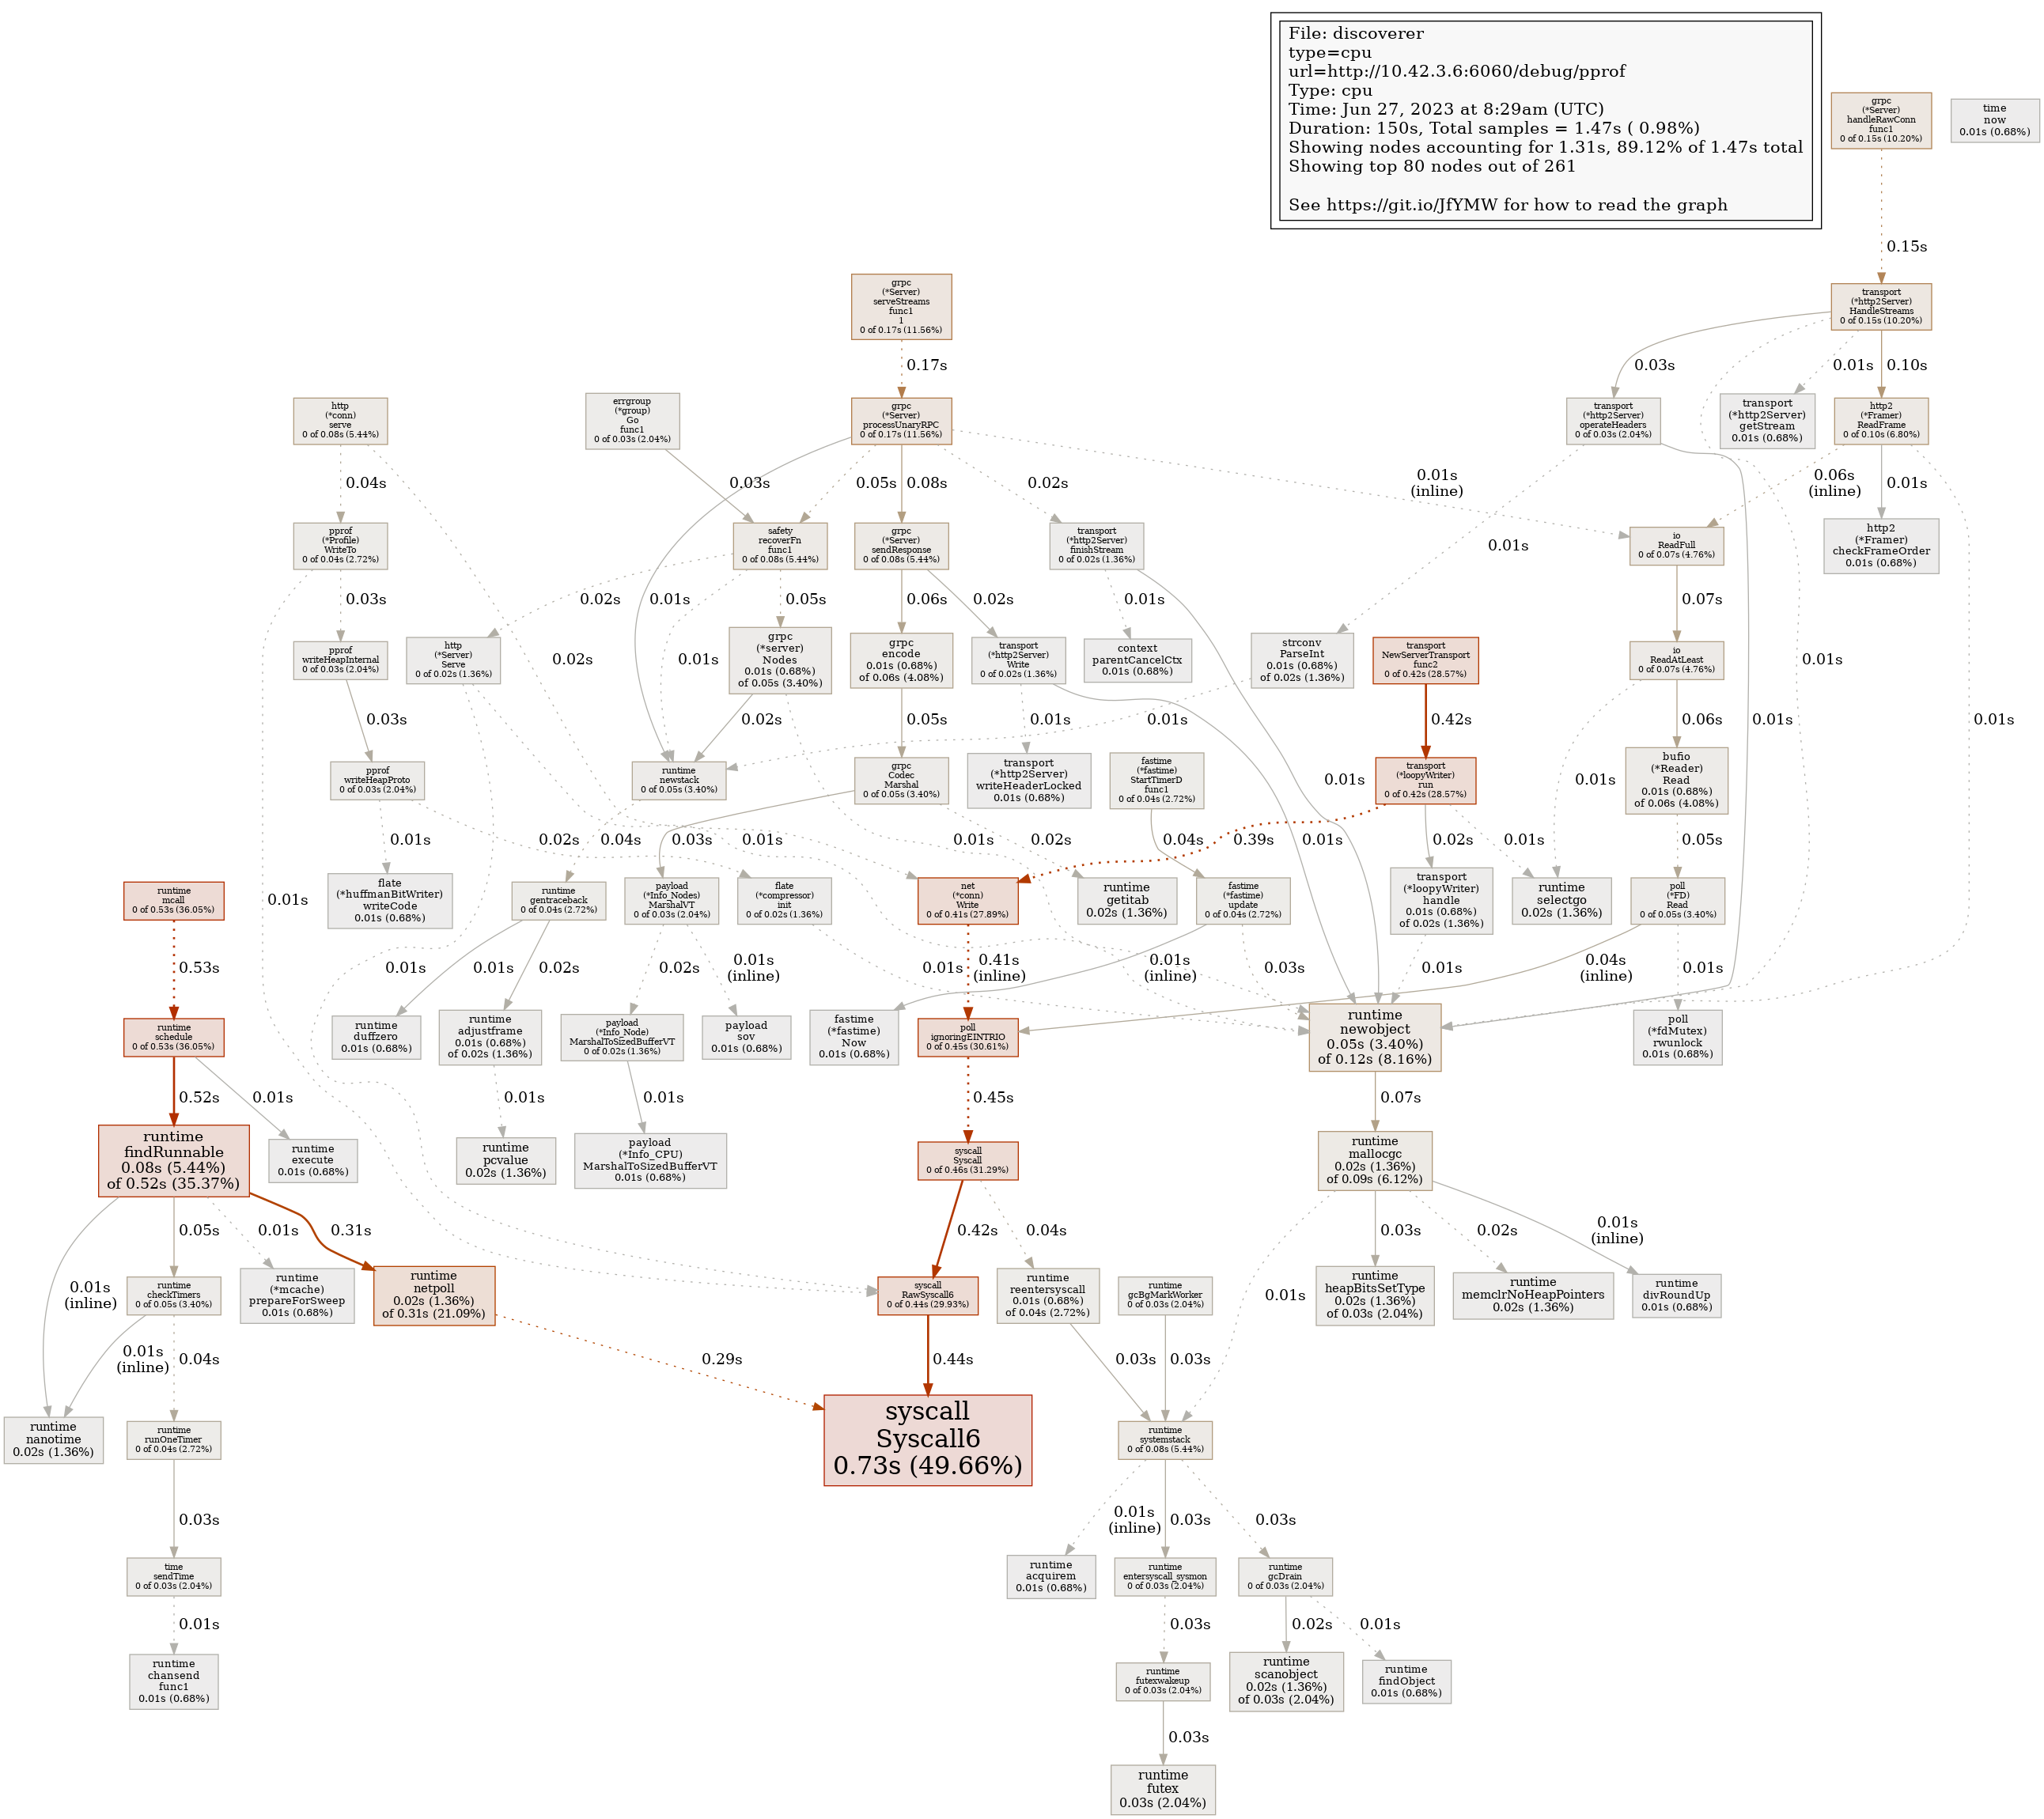 File: discoverer
type=cpu
url=http://10.42.3.6:6060/debug/pprof
Type: cpu
Time: Jun 27, 2023 at 8:29am (UTC)
Duration: 150s, Total samples = 1.47s ( 0.98%)
Showing nodes accounting for 1.31s, 89.12% of 1.47s total
Showing top 80 nodes out of 261
See https://git.io/JfYMW for how to read the graph
grpc
(*Server)
handleRawConn
func1
0 of 0.15s (10.20%)
time
now
0.01s (0.68%)
0.15s
grpc
(*Server)
serveStreams
func1
1
0 of 0.17s (11.56%)
transport
(*http2Server)
HandleStreams
0 of 0.15s (10.20%)
0.17s
0.03s
0.01s
0.10s
http
(*conn)
serve
0 of 0.08s (5.44%)
errgroup
(*group)
Go
func1
0 of 0.03s (2.04%)
grpc
(*Server)
processUnaryRPC
0 of 0.17s (11.56%)
transport
(*http2Server)
operateHeaders
0 of 0.03s (2.04%)
transport
(*http2Server)
getStream
0.01s (0.68%)
http2
(*Framer)
ReadFrame
0 of 0.10s (6.80%)
0.04s
0.03s
0.05s
0.08s
0.02s
0.01s
(inline)
0.06s
(inline)
0.01s
pprof
(*Profile)
WriteTo
0 of 0.04s (2.72%)
safety
recoverFn
func1
0 of 0.08s (5.44%)
grpc
(*Server)
sendResponse
0 of 0.08s (5.44%)
transport
(*http2Server)
finishStream
0 of 0.02s (1.36%)
0.01s
io
ReadFull
0 of 0.07s (4.76%)
http2
(*Framer)
checkFrameOrder
0.01s (0.68%)
0.03s
0.02s
0.01s
0.05s
0.06s
0.02s
0.01s
0.07s
pprof
writeHeapInternal
0 of 0.03s (2.04%)
http
(*Server)
Serve
0 of 0.02s (1.36%)
0.02s
0.01s
grpc
(*server)
Nodes
0.01s (0.68%)
of 0.05s (3.40%)
grpc
encode
0.01s (0.68%)
of 0.06s (4.08%)
transport
(*http2Server)
Write
0 of 0.02s (1.36%)
context
parentCancelCtx
0.01s (0.68%)
strconv
ParseInt
0.01s (0.68%)
of 0.02s (1.36%)
transport
NewServerTransport
func2
0 of 0.42s (28.57%)
io
ReadAtLeast
0 of 0.07s (4.76%)
0.01s
0.03s
0.02s
0.05s
0.01s
0.01s
0.42s
0.06s
0.01s
0.01s
pprof
writeHeapProto
0 of 0.03s (2.04%)
runtime
newstack
0 of 0.05s (3.40%)
grpc
Codec
Marshal
0 of 0.05s (3.40%)
transport
(*http2Server)
writeHeaderLocked
0.01s (0.68%)
fastime
(*fastime)
StartTimerD
func1
0 of 0.04s (2.72%)
0.01s
transport
(*loopyWriter)
run
0 of 0.42s (28.57%)
0.01s
bufio
(*Reader)
Read
0.01s (0.68%)
of 0.06s (4.08%)
0.01s
0.01s
0.02s
0.04s
0.01s
0.03s
0.01s
0.02s
0.04s
0.39s
0.01s
0.02s
0.01s
0.05s
runtime
mcall
0 of 0.53s (36.05%)
flate
(*huffmanBitWriter)
writeCode
0.01s (0.68%)
runtime
gentraceback
0 of 0.04s (2.72%)
payload
(*Info_Nodes)
MarshalVT
0 of 0.03s (2.04%)
flate
(*compressor)
init
0 of 0.02s (1.36%)
net
(*conn)
Write
0 of 0.41s (27.89%)
runtime
getitab
0.02s (1.36%)
fastime
(*fastime)
update
0 of 0.04s (2.72%)
transport
(*loopyWriter)
handle
0.01s (0.68%)
of 0.02s (1.36%)
runtime
selectgo
0.02s (1.36%)
poll
(*FD)
Read
0 of 0.05s (3.40%)
0.53s
0.01s
0.01s
0.02s
0.02s
0.01s
(inline)
0.01s
0.41s
(inline)
0.01s
(inline)
0.03s
0.01s
0.04s
(inline)
0.01s
runtime
schedule
0 of 0.53s (36.05%)
runtime
duffzero
0.01s (0.68%)
runtime
adjustframe
0.01s (0.68%)
of 0.02s (1.36%)
payload
(*Info_Node)
MarshalToSizedBufferVT
0 of 0.02s (1.36%)
payload
sov
0.01s (0.68%)
fastime
(*fastime)
Now
0.01s (0.68%)
poll
ignoringEINTRIO
0 of 0.45s (30.61%)
runtime
newobject
0.05s (3.40%)
of 0.12s (8.16%)
poll
(*fdMutex)
rwunlock
0.01s (0.68%)
0.52s
0.01s
0.01s
0.01s
0.45s
0.07s
runtime
findRunnable
0.08s (5.44%)
of 0.52s (35.37%)
runtime
execute
0.01s (0.68%)
runtime
pcvalue
0.02s (1.36%)
payload
(*Info_CPU)
MarshalToSizedBufferVT
0.01s (0.68%)
syscall
Syscall
0 of 0.46s (31.29%)
runtime
mallocgc
0.02s (1.36%)
of 0.09s (6.12%)
0.05s
0.01s
0.31s
0.42s
0.04s
0.03s
0.02s
0.01s
(inline)
0.01s
(inline)
runtime
checkTimers
0 of 0.05s (3.40%)
runtime
(*mcache)
prepareForSweep
0.01s (0.68%)
runtime
netpoll
0.02s (1.36%)
of 0.31s (21.09%)
syscall
RawSyscall6
0 of 0.44s (29.93%)
runtime
reentersyscall
0.01s (0.68%)
of 0.04s (2.72%)
runtime
gcBgMarkWorker
0 of 0.03s (2.04%)
0.01s
runtime
heapBitsSetType
0.02s (1.36%)
of 0.03s (2.04%)
runtime
memclrNoHeapPointers
0.02s (1.36%)
runtime
divRoundUp
0.01s (0.68%)
0.01s
(inline)
0.04s
0.29s
0.44s
0.03s
0.03s
runtime
nanotime
0.02s (1.36%)
runtime
runOneTimer
0 of 0.04s (2.72%)
syscall
Syscall6
0.73s (49.66%)
runtime
systemstack
0 of 0.08s (5.44%)
0.03s
0.01s
(inline)
0.03s
0.03s
time
sendTime
0 of 0.03s (2.04%)
runtime
acquirem
0.01s (0.68%)
runtime
entersyscall_sysmon
0 of 0.03s (2.04%)
runtime
gcDrain
0 of 0.03s (2.04%)
0.01s
0.03s
0.02s
0.01s
runtime
chansend
func1
0.01s (0.68%)
runtime
futexwakeup
0 of 0.03s (2.04%)
runtime
scanobject
0.02s (1.36%)
of 0.03s (2.04%)
runtime
findObject
0.01s (0.68%)
0.03s
runtime
futex
0.03s (2.04%)